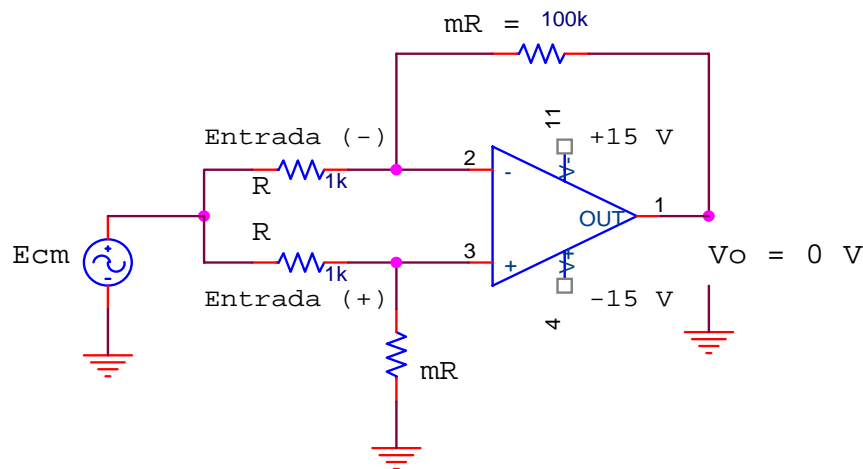 mR = 100k
11
+15 V
Entrada (-)
2
-
V-
R
1k
1
OUT
R
Ecm
+
-
Vo = 0 V
3
+
V+
1k
Entrada (+)
-15 V
4
mR